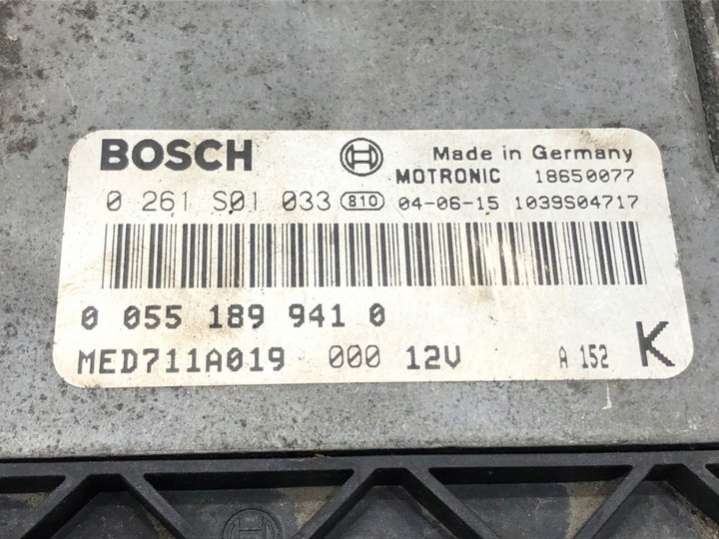 BOSCH Made in Germany
MOTRONIC 18650077
0 261 S01 033 810 04-06-15 1039S04717
0 055 189 941 0
MED711A019 000 12V A 152 K